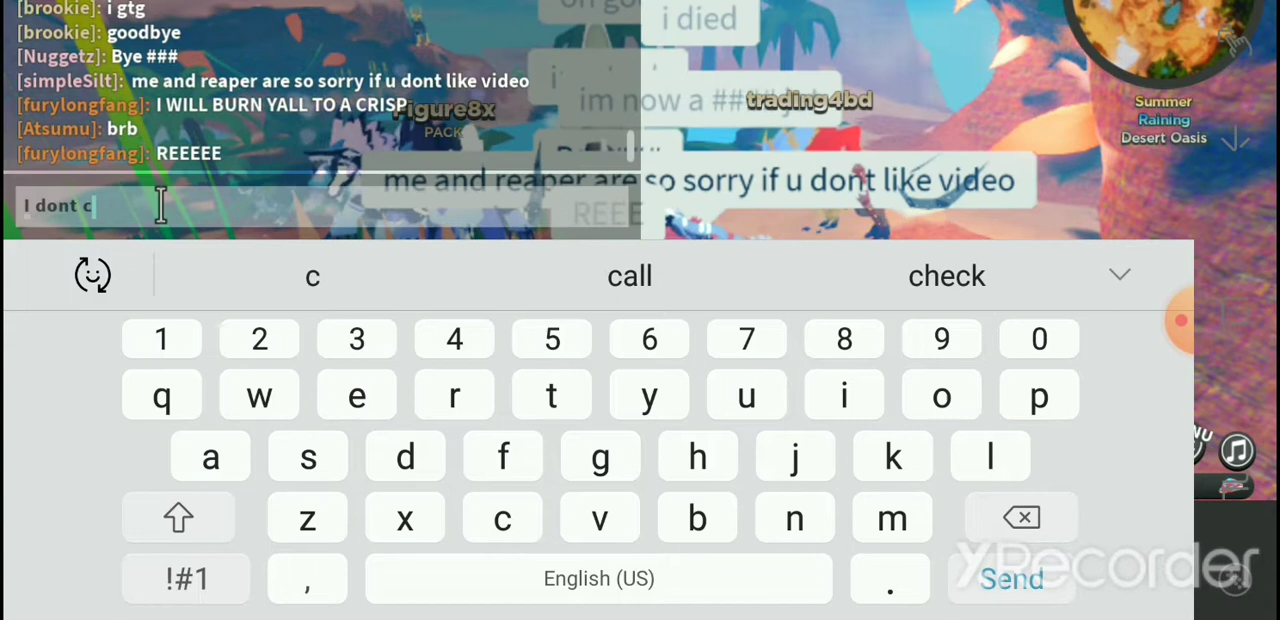 [brookie]: i gtg
[brookie]: goodbye
[Nuggetz]: Bye ###
[simpleSilt]: me and reaper are so sorry if u dont like video
[furylongfang]: I WILL BURN YALL TO A CRISP
[Atsumu]: brb
[furylongfang]: REEEEE
I dont c
i died
im now a
Figure8x
PACK
trading4bd
me and reaper are so sorry if u dont like video
REEE
Summer
Raining
Desert Oasis
c call check
1 2 3 4 5 6 7 8 9 0
q w e r t y u i o p
a s d f g h j k l
z x c v b n m
!#1 , English (US) . Send
XRecorder